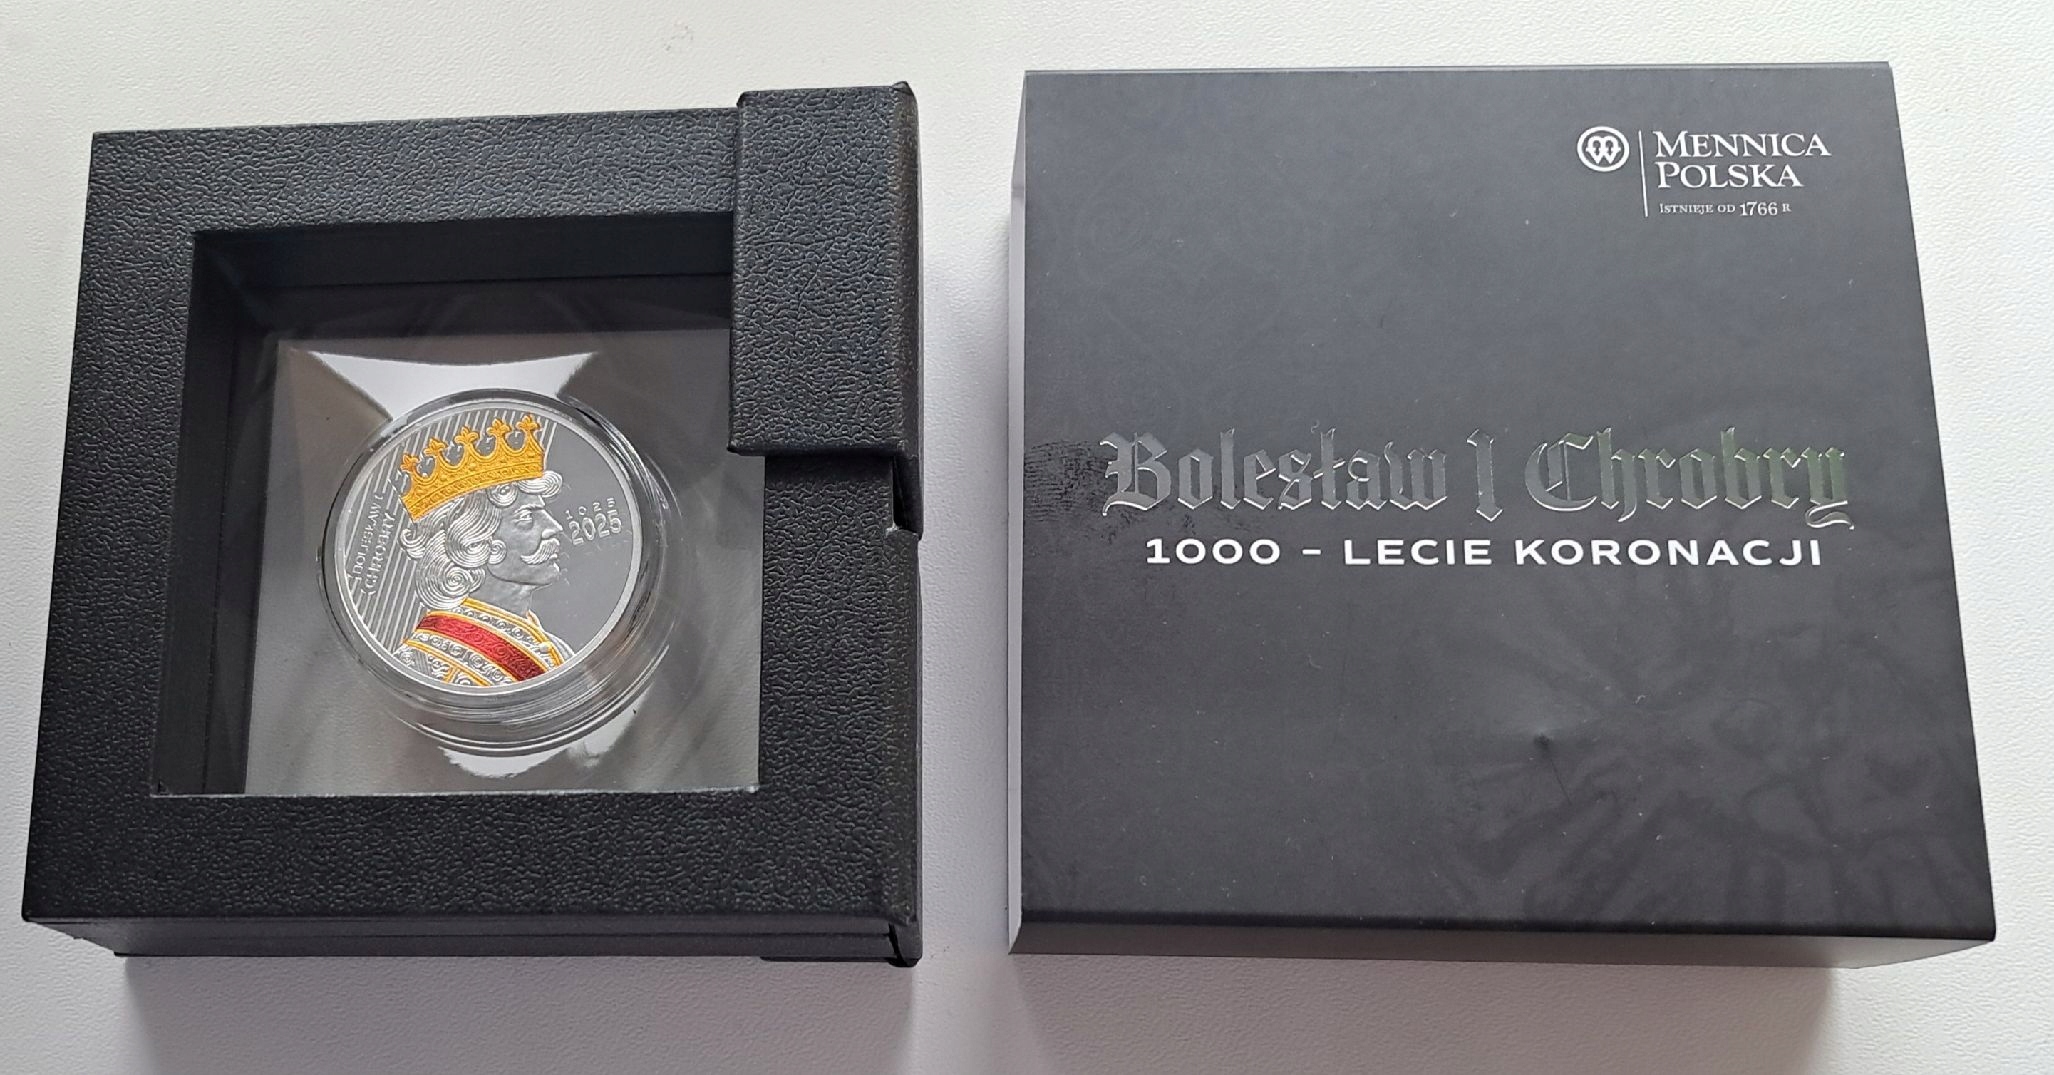 BOLESŁAW I
CHROBRY
1025
2025
MENNICA
POLSKA
ISTNIEJE OD 1766 R
Bolesław I Chrobry
1000 - LECIE KORONACJI